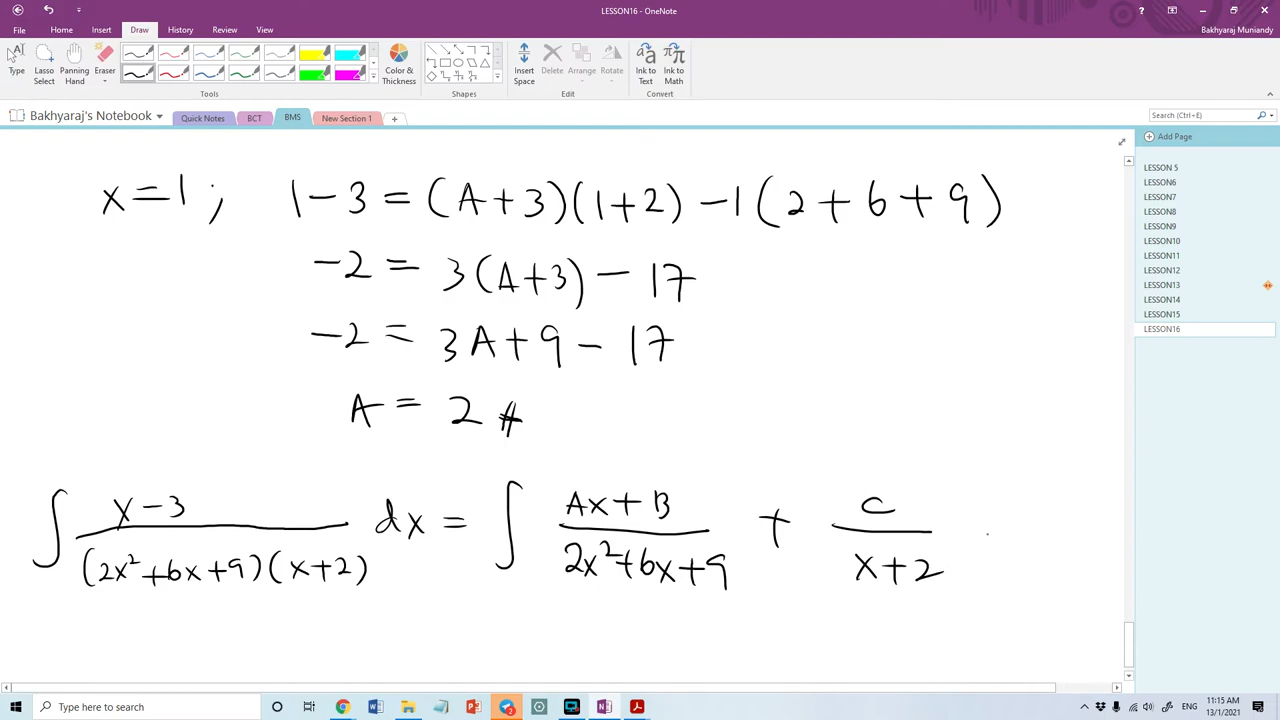 LESSON16 - OneNote
File Home Insert Draw History Review View
Bakhyaraj Muniandy
Type
Lasso Select
Panning Hand
Eraser
Color & Thickness
Insert Space
Delete
Arrange
Rotate
Ink to Text
Ink to Math
Tools
Shapes
Edit
Convert
Bakhyaraj's Notebook
Quick Notes
BCT
BMS
New Section 1
Search (Ctrl+E)
Add Page
LESSON 5
LESSON6
LESSON7
LESSON8
LESSON9
LESSON10
LESSON11
LESSON12
LESSON13
LESSON14
LESSON15
LESSON16
x=1; 1-3 = (A+3)(1+2) -1(2+6+9)
-2 = 3(A+3) - 17
-2 = 3A+9-17
A = 2 #
∫ (x-3)/((2x²+6x+9)(x+2)) dx = ∫ (Ax+B)/(2x²+6x+9) + C/(x+2)
Type here to search
11:15 AM
13/1/2021